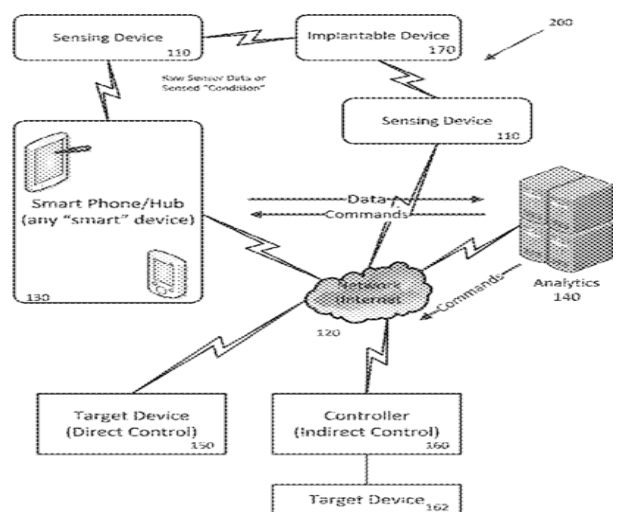 Sensing Device
110
Implantable Device
170
200
Raw Sensor Data or
Sensed "Condition"
Sensing Device
110
Smart Phone/Hub
(any "smart" device)
130
Data
Commands
Network
(Internet
120
Analytics
140
Commands
Target Device
(Direct Control)
150
Controller
(Indirect Control)
160
Target Device
162